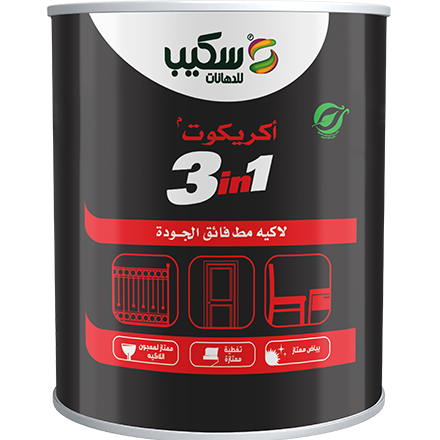 سكيب
للدهانات
أكريكوت م
3in1
لاكيه مط فائق الجودة
بياض ممتاز
تغطية
ممتازة
ممتاز لمعجون
اللاكيه